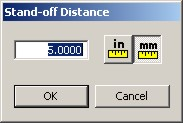 Stand-off Distance
5.0000 in mm
OK Cancel